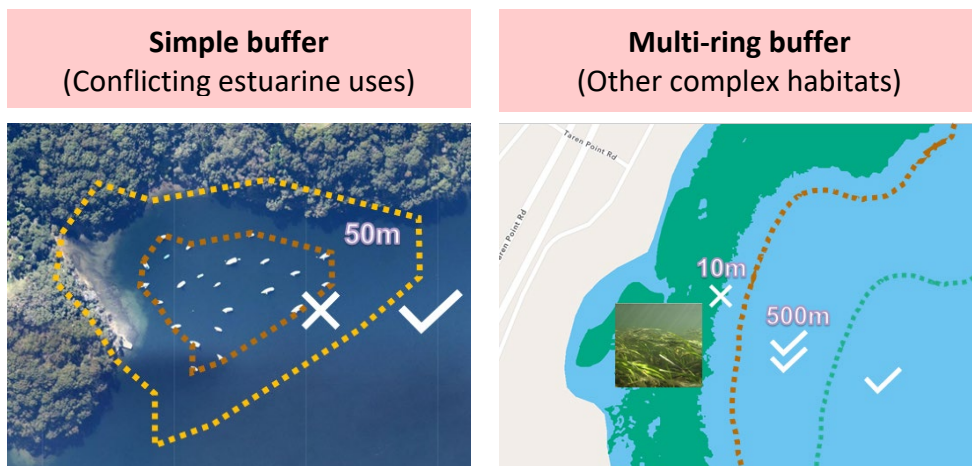 Simple buffer
(Conflicting estuarine uses)
50m
Multi-ring buffer
(Other complex habitats)
Taren Point Rd
Taren Point Rd
10m
500m